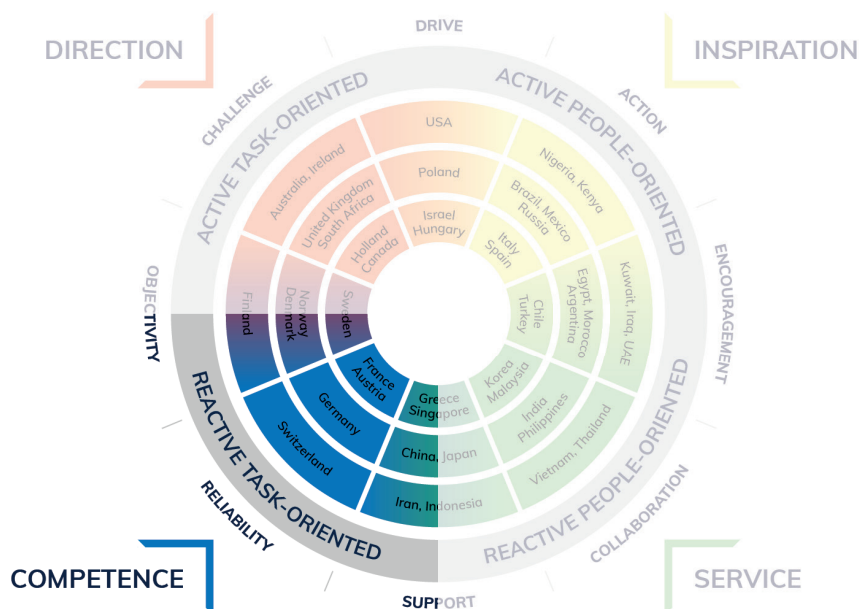 DRIVE
DIRECTION
INSPIRATION
CHALLENGE
ACTION
ACTIVE TASK-ORIENTED
ACTIVE PEOPLE-ORIENTED
USA
Australia, Ireland
Nigeria, Kenya
Poland
United Kingdom
South Africa
Brazil, Mexico
Russia
Israel
Hungary
Holland
Canada
Italy
Spain
OBJECTIVITY
ENCOURAGEMENT
Finland
Norway
Denmark
Sweden
Chile
Turkey
Egypt, Morocco
Argentina
Kuwait, Iraq, UAE
France
Austria
Korea
Malaysia
Greece
Singapore
Germany
India
Philippines
China, Japan
Switzerland
Vietnam, Thailand
Iran, Indonesia
REACTIVE TASK-ORIENTED
REACTIVE PEOPLE-ORIENTED
RELIABILITY
COLLABORATION
COMPETENCE
SERVICE
SUPPORT